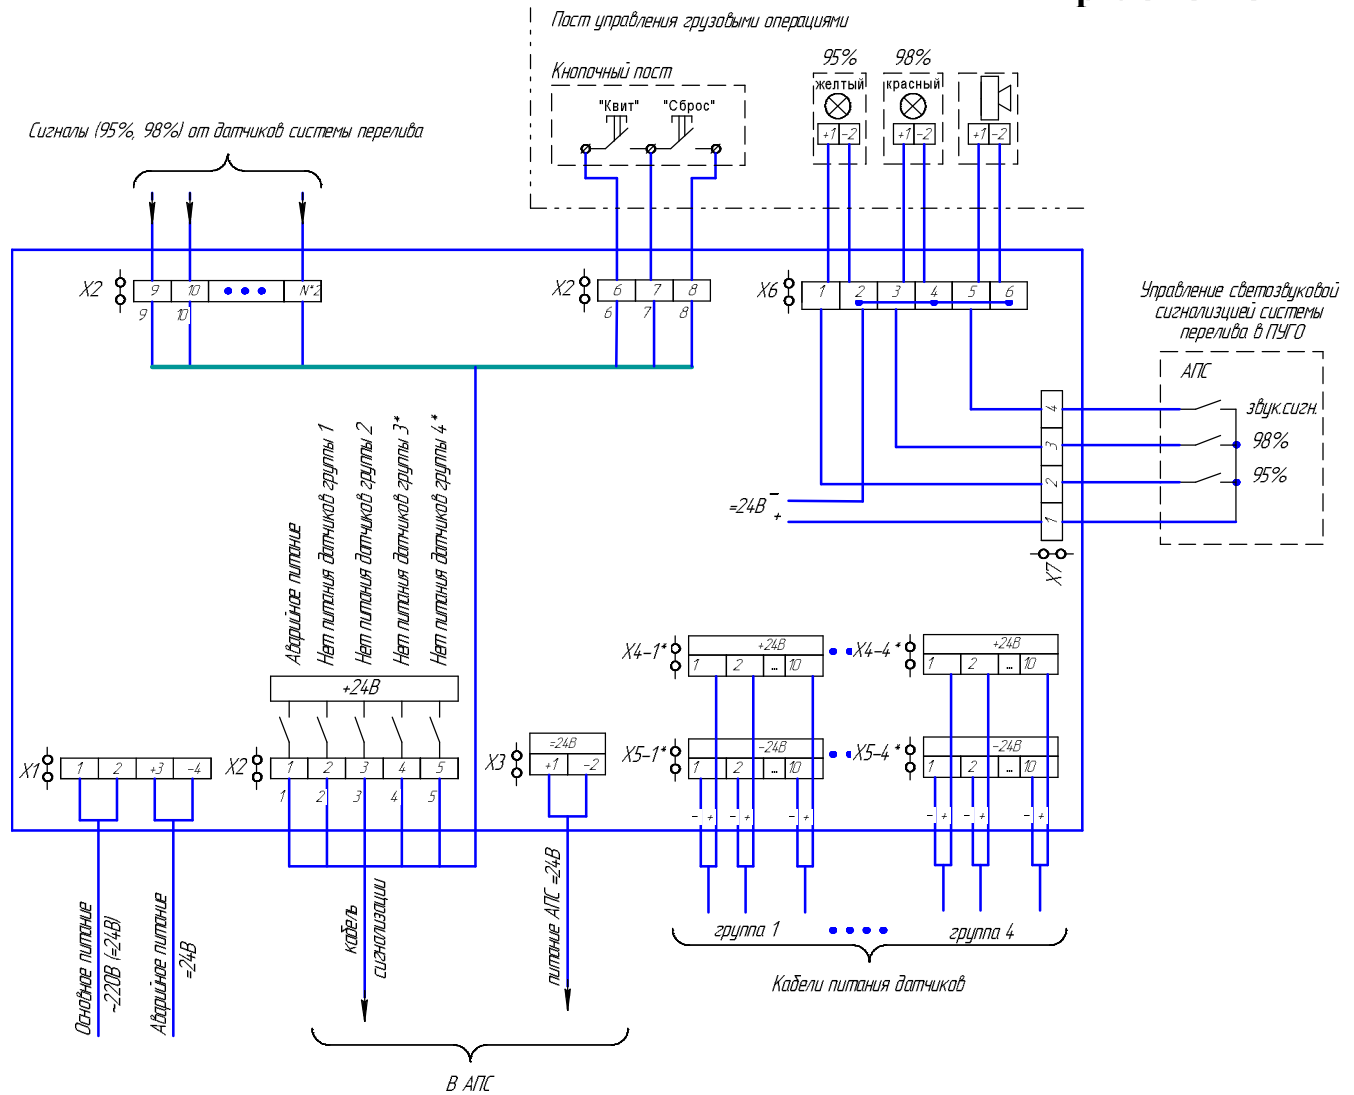 Пост управления грузовыми операциями
Кнопочный пост
"Квит" "Сброс"
95% 98%
желтый красный
+1 -2 +1 -2 +1 -2
Сигналы (95%, 98%) от датчиков системы перелива
X2 9 10 N*2
9 10
X2 6 7 8
6 7 8
X6 1 2 3 4 5 6
Управление светозвуковой
сигнализцией системы
перелива в ПУГО
АПС
звук.сигн.
98%
95%
4
3
2
1
X7
=24В - +
Аварийное питание
Нет питания датчиков группы 1
Нет питания датчиков группы 2
Нет питания датчиков группы 3*
Нет питания датчиков группы 4*
+24В
X1 1 2 +3 -4
X2 1 2 3 4 5
1 2 3 4 5
X3 =24В
+1 -2
X4-1* +24В
1 2 ... 10
X4-4* +24В
1 2 ... 10
X5-1* -24В
1 2 ... 10
X5-4* -24В
1 2 ... 10
- + - + - +
- + - + - +
Основное питание
~220В (=24В)
Аварийное питание
=24В
кабель
сигнализации
питание АПС =24В
группа 1
группа 4
Кабели питания датчиков
В АПС